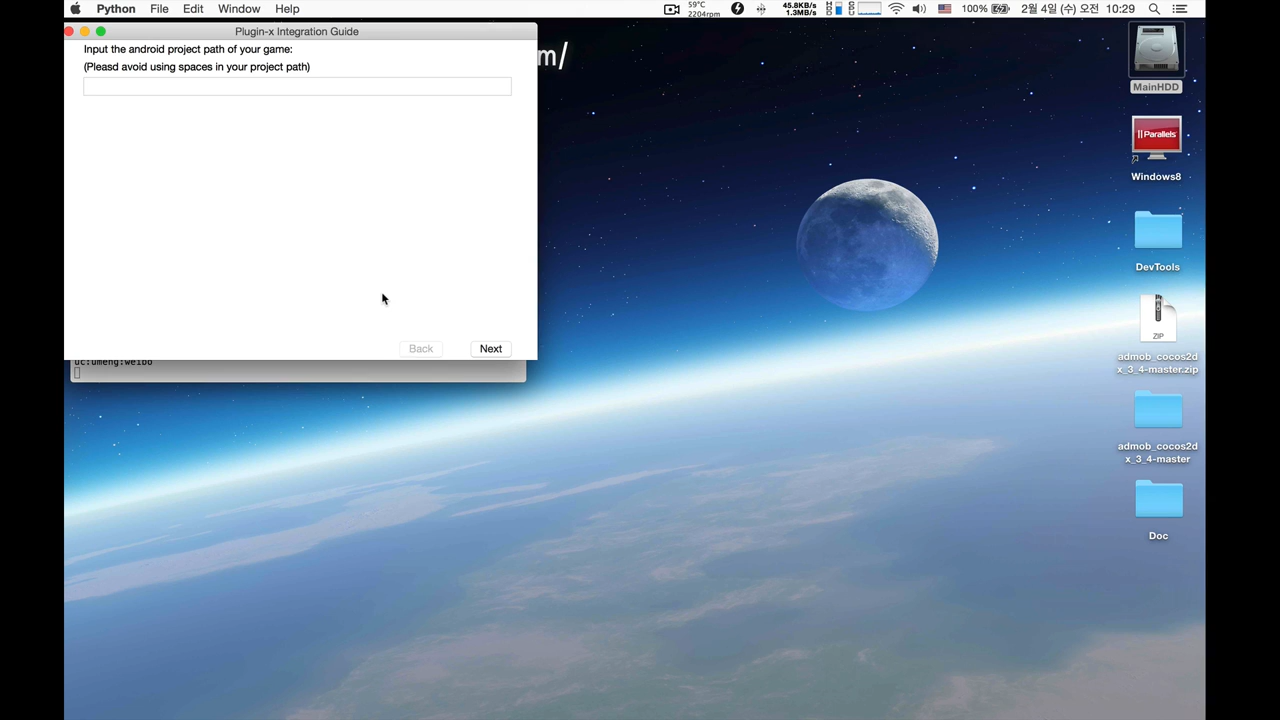 Python File Edit Window Help
59°C
2204rpm
45.8KB/s
1.3MB/s
100%
2월 4일 (수) 오전 10:29
Plugin-x Integration Guide
Input the android project path of your game:
(Pleasd avoid using spaces in your project path)
Back
Next
uc:umeng:weibo
m/
MainHDD
Parallels
Windows8
DevTools
ZIP
admob_cocos2d
x_3_4-master.zip
admob_cocos2d
x_3_4-master
Doc